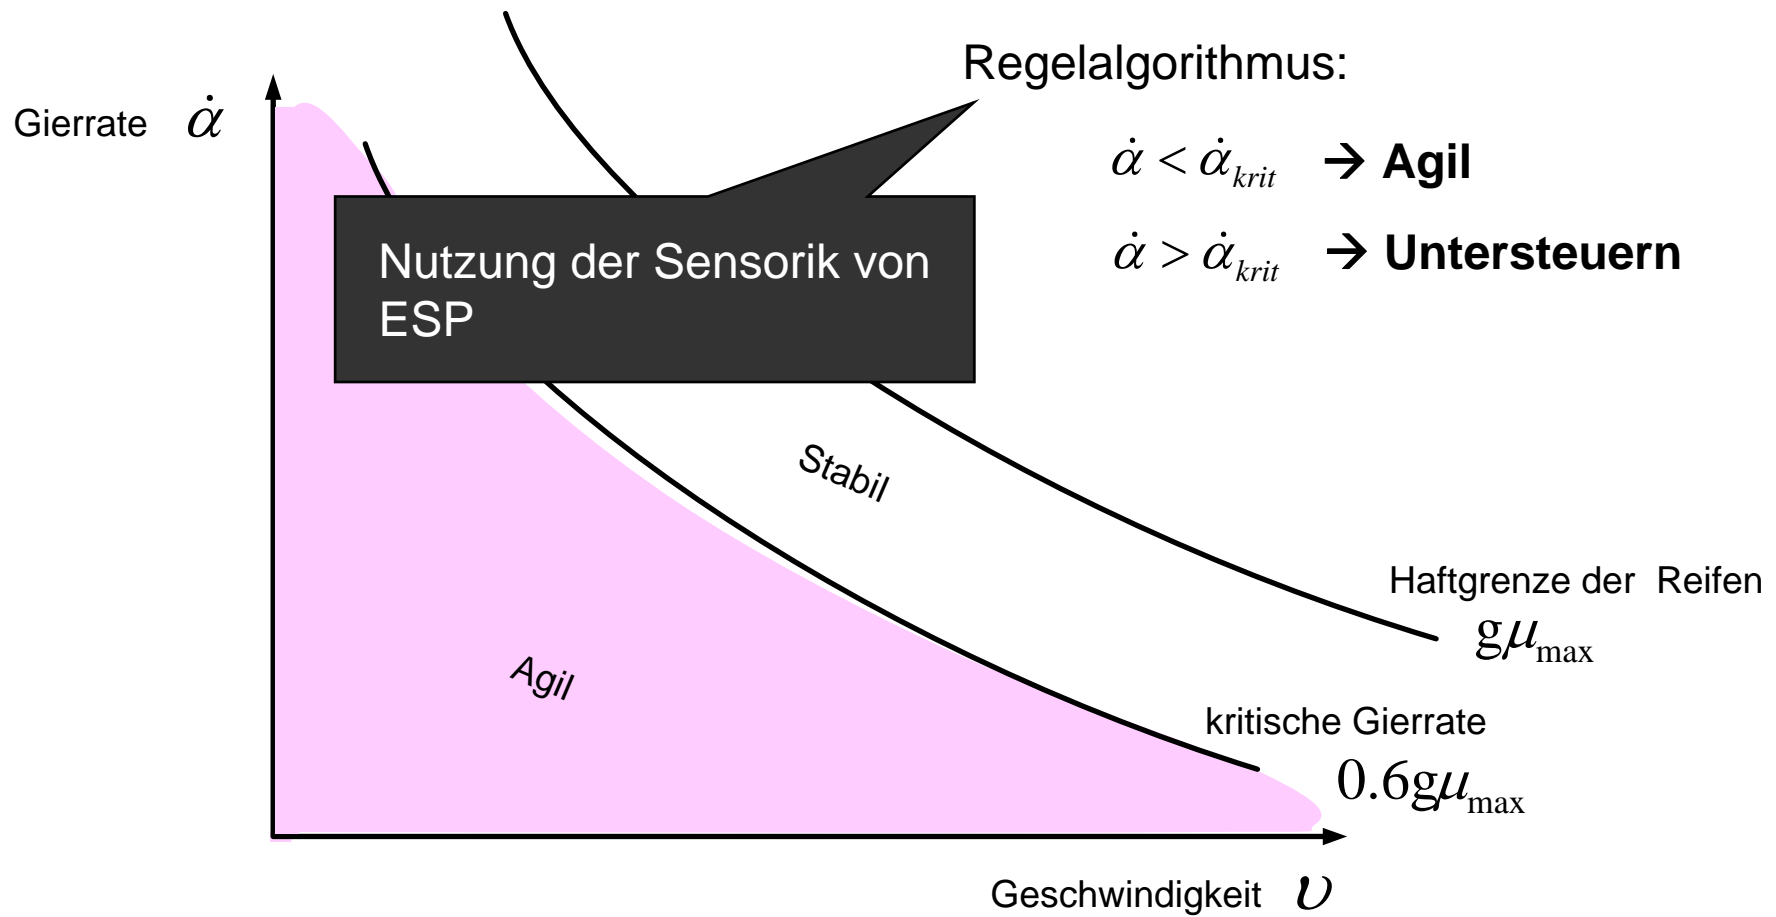 Regelalgorithmus:
Gierrate α̇
α̇ < α̇krit → Agil
α̇ > α̇krit → Untersteuern
Nutzung der Sensorik von
ESP
Stabil
Haftgrenze der Reifen
gμmax
Agil
kritische Gierrate
0.6gμmax
Geschwindigkeit υ